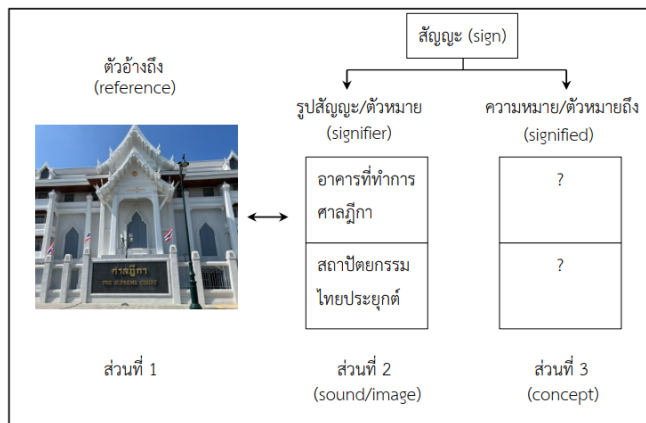 สัญญะ (sign)
ตัวอ้างถึง
(reference)
รูปสัญญะ/ตัวหมาย
(signifier)
ความหมาย/ตัวหมายถึง
(signified)
อาคารที่ทำการ
ศาลฎีกา
?
สถาปัตยกรรม
ไทยประยุกต์
?
ศาลฎีกา
THE SUPREME COURT
ส่วนที่ 1
ส่วนที่ 2
(sound/image)
ส่วนที่ 3
(concept)